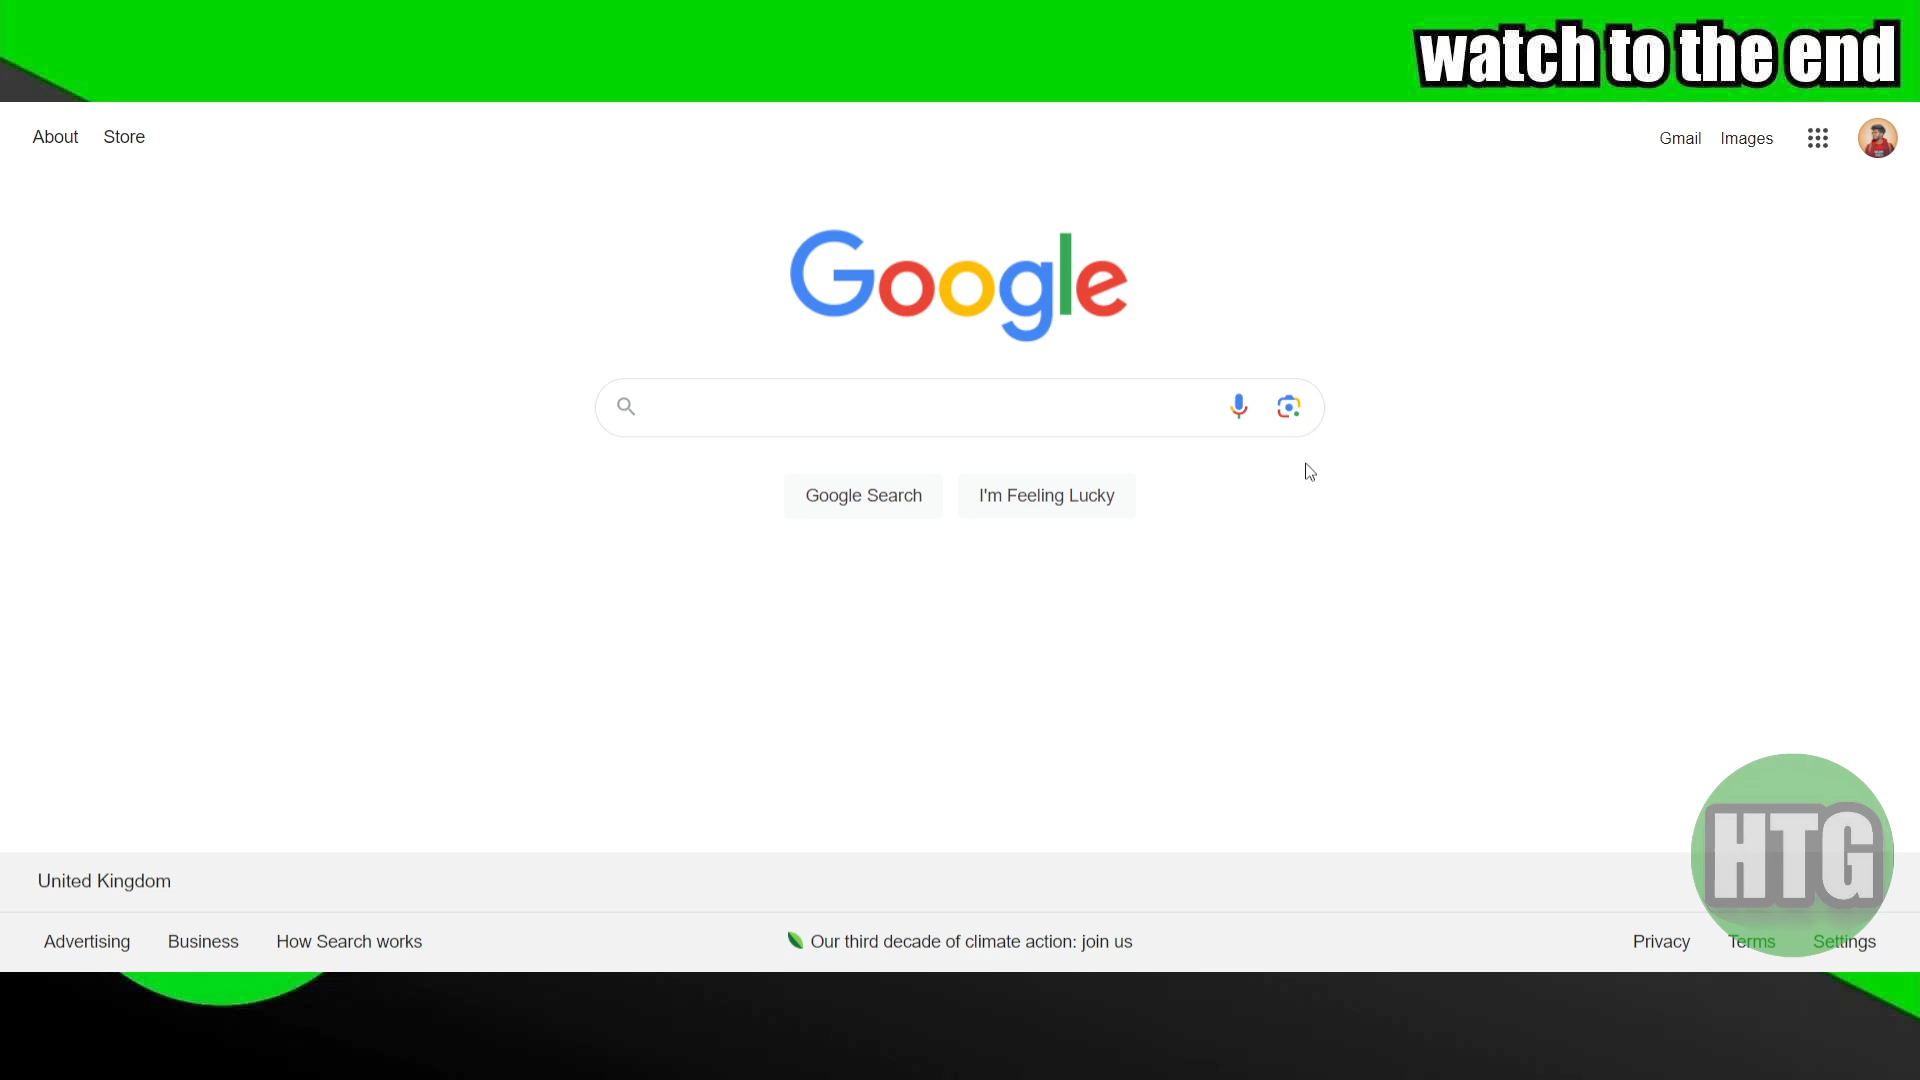 watch to the end
About Store
Gmail Images
Google
Google Search I'm Feeling Lucky
HTG
United Kingdom
Advertising Business How Search works
Our third decade of climate action: join us
Privacy Terms Settings